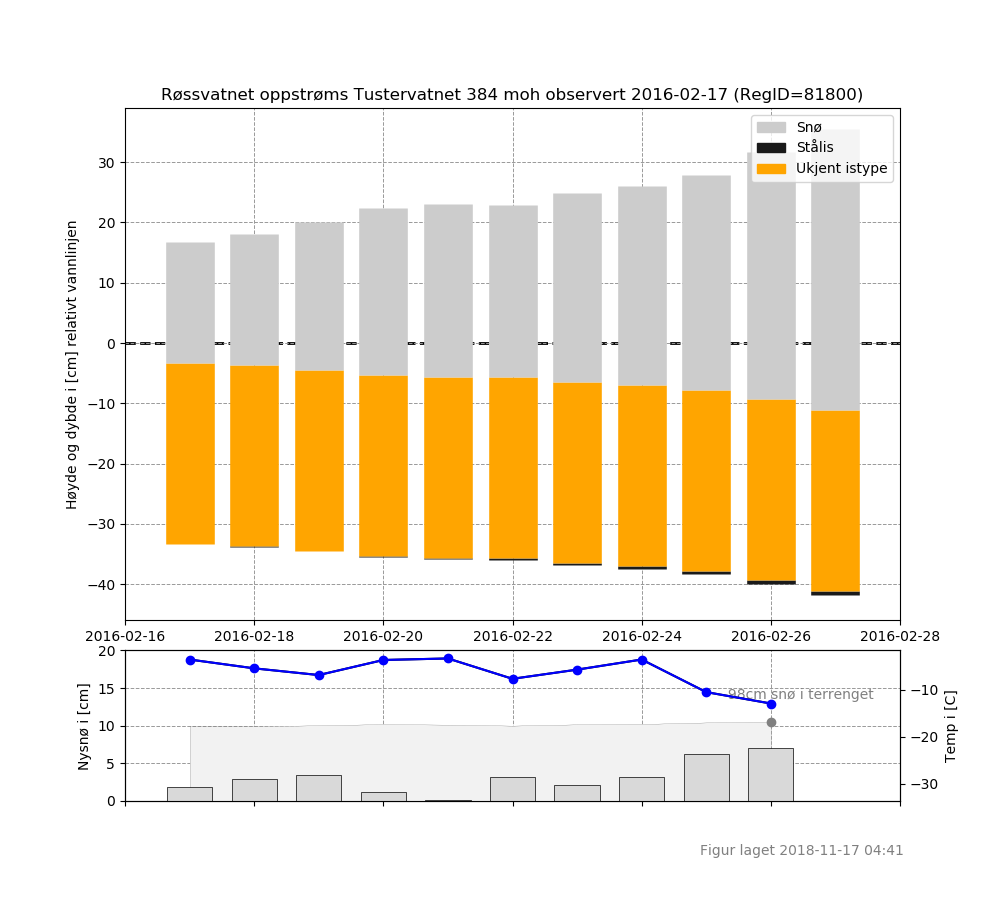 Røssvatnet oppstrøms Tustervatnet 384 moh observert 2016-02-17 (RegID=81800)
Snø
Stålis
Ukjent istype
Høyde og dybde i [cm] relativt vannlinjen
30
20
10
0
−10
−20
−30
−40
2016-02-16 2016-02-18 2016-02-20 2016-02-22 2016-02-24 2016-02-26 2016-02-28
Nysnø i [cm]
20
15
10
5
0
98cm snø i terrenget
−10
−20
−30
Temp i [C]
Figur laget 2018-11-17 04:41